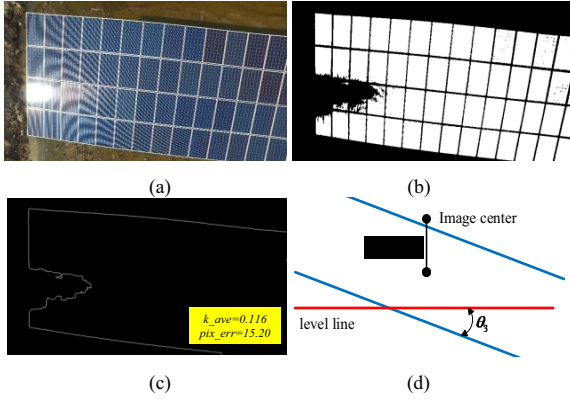 (a)
(b)
k_ave=0.116
pix_err=15.20
(c)
Image center
level line
θ₃
(d)